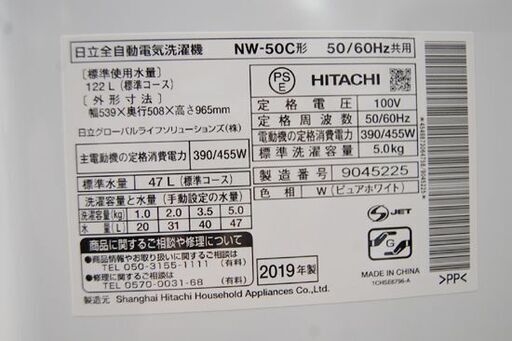 日立全自動電気洗濯機 NW-50C形 50/60Hz共用
［標準使用水量］
122 L（標準コース）
［外形寸法］
幅539×奥行508×高さ965mm
日立グローバルライフソリューションズ(株)
主電動機の定格消費電力 390/455W
標準水量 47 L（標準コース）
洗濯容量と水量（手動設定の水量）
洗濯容量(kg) 1.0 2.0 3.5 5.0
水量(L) 20 31 40 47
商品に関するご相談や修理について
●商品情報やお取り扱いに関するご相談
TEL 050-3155-1111（有料）
●修理に関するご相談
TEL 0570-0031-68（有料）
製造元 Shanghai Hitachi Household Appliances Co., Ltd.
PS
E
HITACHI
定格電圧 100V
定格周波数 50/60Hz
電動機の定格消費電力 390/455W
標準洗濯容量 5.0kg
製造番号 9045225
色相 W（ピュアホワイト）
2019年製
S-JET
G
MADE IN CHINA
1CHSE8796-A
>PP<